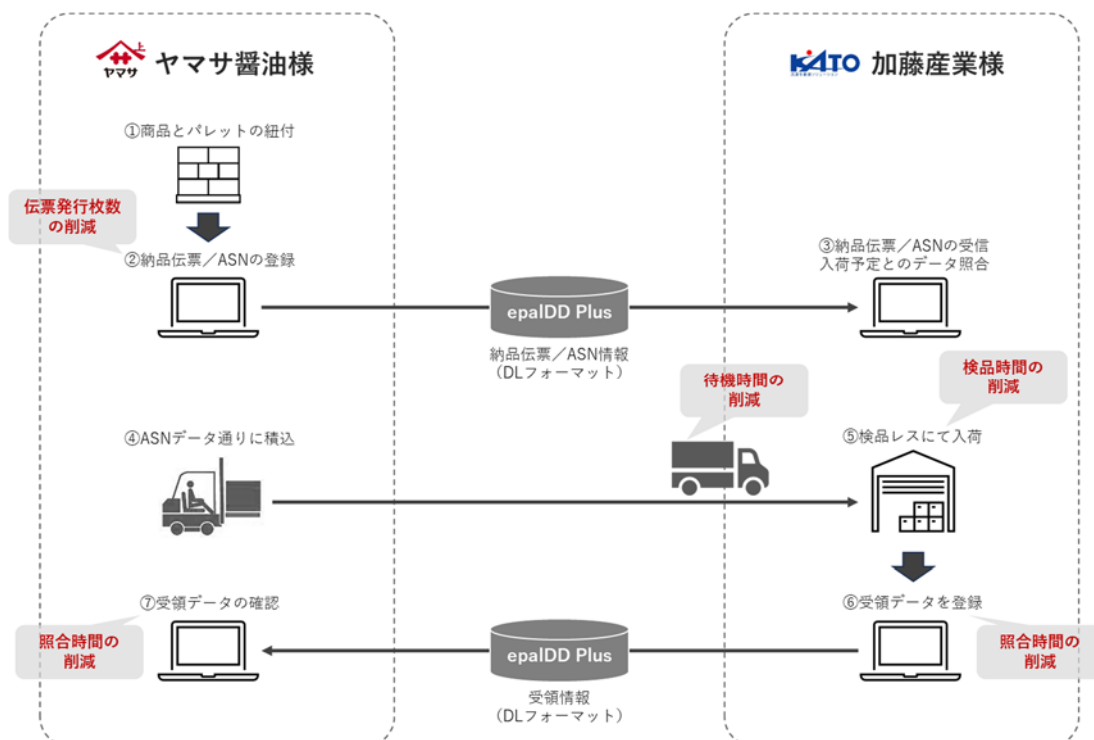 上
ヤマサ
ヤマサ醤油様
KATO
加藤産業様
①商品とパレットの紐付
伝票発行枚数
の削減
②納品伝票／ASNの登録
③納品伝票／ASNの受信
入荷予定とのデータ照合
epalDD Plus
納品伝票／ASN情報
（DLフォーマット）
待機時間の
削減
検品時間の
削減
④ASNデータ通りに積込
⑤検品レスにて入荷
⑦受領データの確認
⑥受領データを登録
照合時間の
削減
epalDD Plus
照合時間の
削減
受領情報
（DLフォーマット）